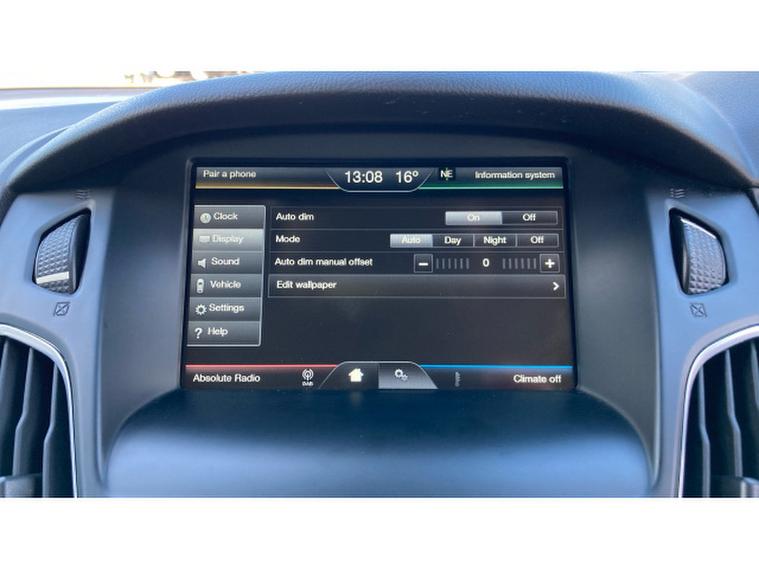 Pair a phone 13:08 16° NE Information system
Clock
Display
Sound
Vehicle
Settings
? Help
Auto dim On Off
Mode Auto Day Night Off
Auto dim manual offset − 0 +
Edit wallpaper >
Absolute Radio DAB Climate off